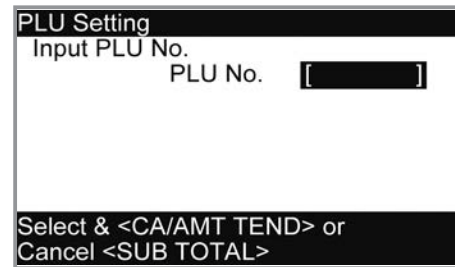 PLU Setting
Input PLU No.
PLU No. [ ]
Select & <CA/AMT TEND> or
Cancel <SUB TOTAL>